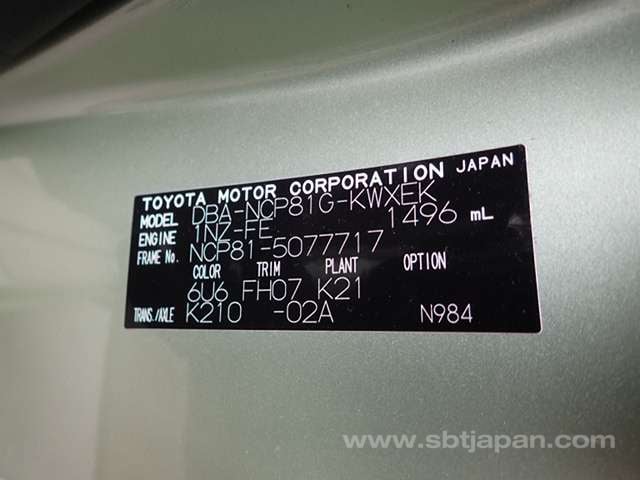 TOYOTA MOTOR CORPORATION JAPAN
MODEL DBA-NCP81G-KWXEK
ENGINE 1NZ-FE 1496 mL
FRAME No. NCP81-5077717
COLOR TRIM PLANT OPTION
6U6 FH07 K21
TRANS./AXLE K210 -02A N984
www.sbtjapan.com